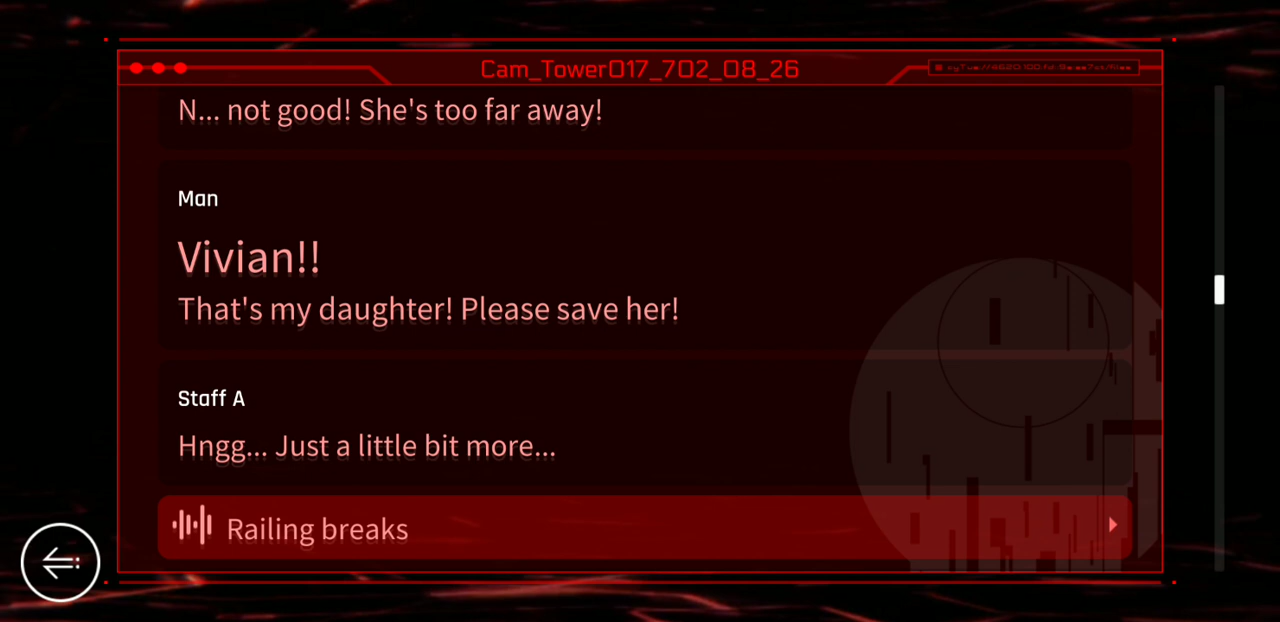 Cam_Tower017_702_08_26
N... not good! She's too far away!
Man
Vivian!!
That's my daughter! Please save her!
Staff A
Hngg... Just a little bit more...
Railing breaks